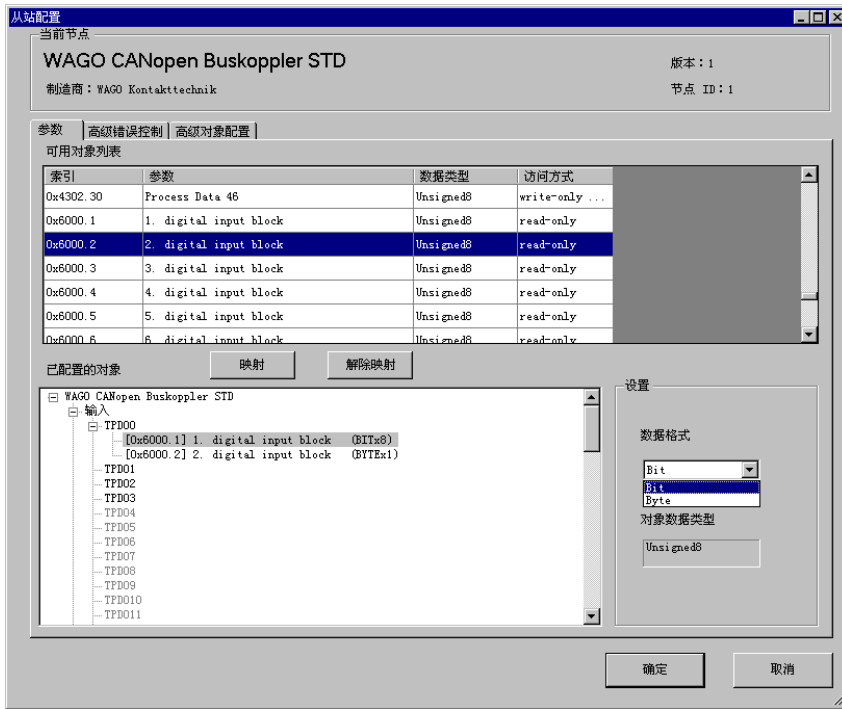 从站配置
当前节点
WAGO CANopen Buskoppler STD
版本：1
制造商：WAGO Kontakttechnik
节点 ID：1
参数 高级错误控制 高级对象配置
可用对象列表
索引 参数 数据类型 访问方式
0x4302.30 Process Data 46 Unsigned8 write-only ...
0x6000.1 1. digital input block Unsigned8 read-only
0x6000.2 2. digital input block Unsigned8 read-only
0x6000.3 3. digital input block Unsigned8 read-only
0x6000.4 4. digital input block Unsigned8 read-only
0x6000.5 5. digital input block Unsigned8 read-only
0x6000.6 6. digital input block Unsigned8 read-only
已配置的对象 映射 解除映射
WAGO CANopen Buskoppler STD
输入
TPDO0
[0x6000.1] 1. digital input block (BITx8)
[0x6000.2] 2. digital input block (BYTEx1)
TPDO1
TPDO2
TPDO3
TPDO4
TPDO5
TPDO6
TPDO7
TPDO8
TPDO9
TPDO10
TPDO11
设置
数据格式
Bit
Bit
Byte
对象数据类型
Unsigned8
确定 取消